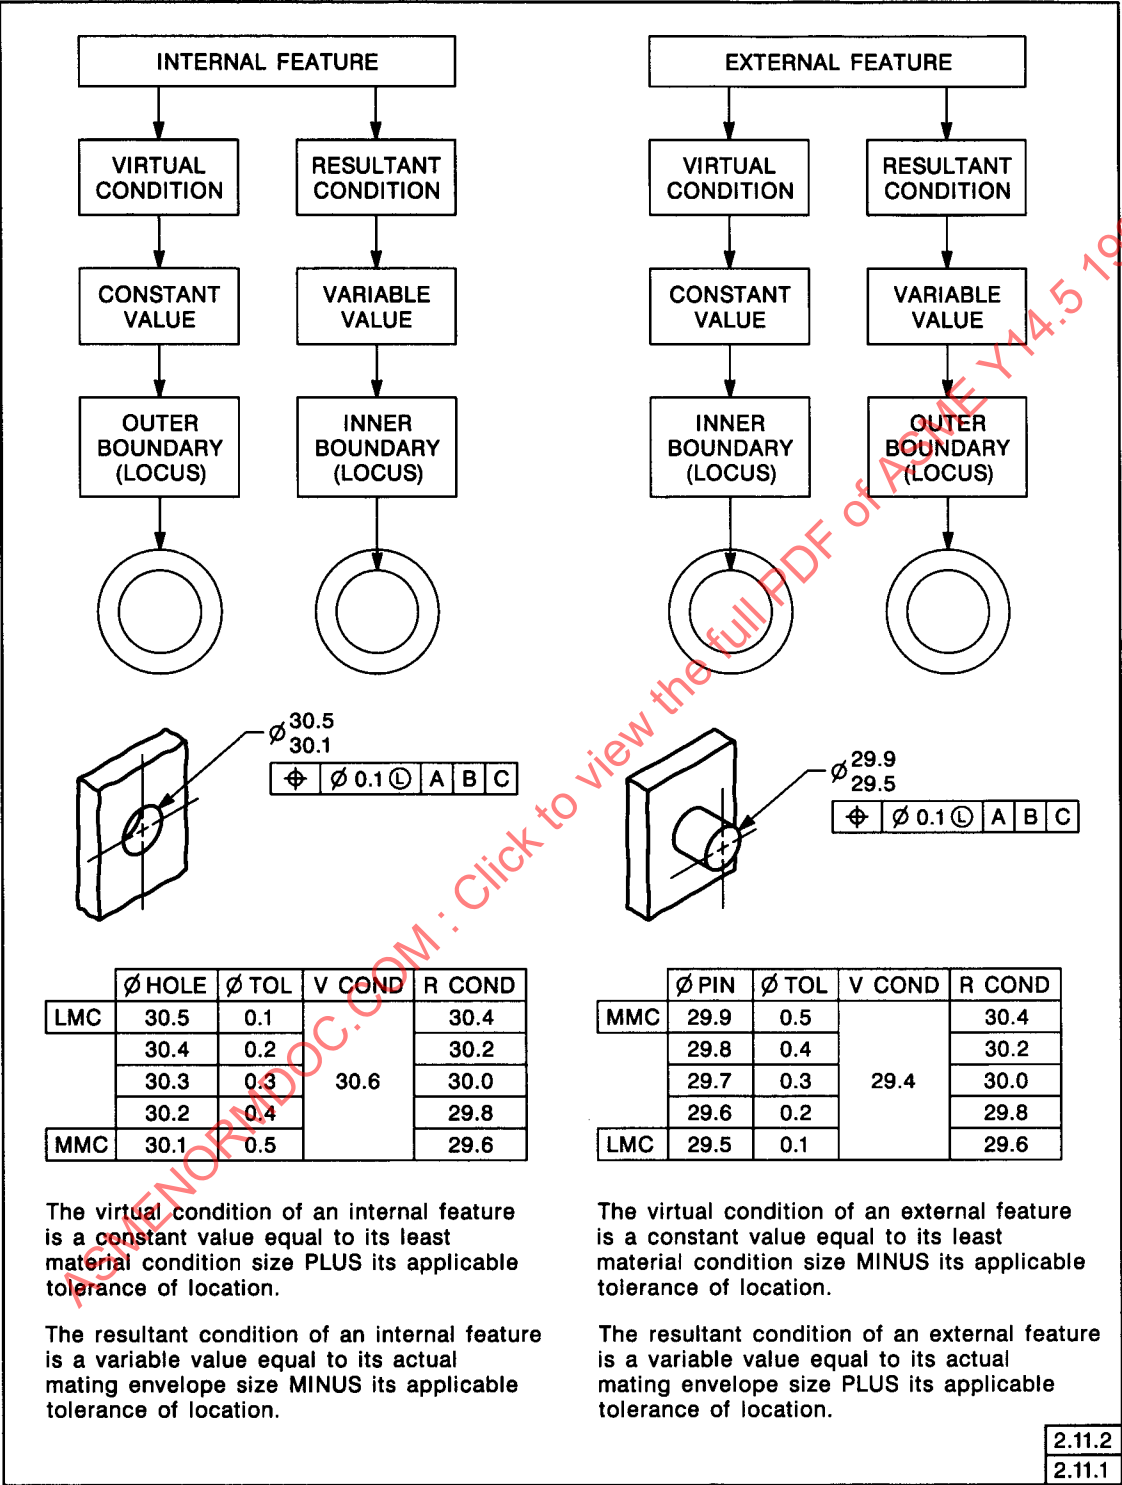 INTERNAL FEATURE
VIRTUAL
CONDITION
RESULTANT
CONDITION
CONSTANT
VALUE
VARIABLE
VALUE
OUTER
BOUNDARY
(LOCUS)
INNER
BOUNDARY
(LOCUS)
⌀ 30.5
30.1
⌖ ⌀ 0.1 Ⓛ A B C
⌀ HOLE ⌀ TOL V COND R COND
LMC 30.5 0.1 30.4
30.4 0.2 30.2
30.3 0.3 30.6 30.0
30.2 0.4 29.8
MMC 30.1 0.5 29.6
The virtual condition of an internal feature
is a constant value equal to its least
material condition size PLUS its applicable
tolerance of location.
The resultant condition of an internal feature
is a variable value equal to its actual
mating envelope size MINUS its applicable
tolerance of location.
EXTERNAL FEATURE
VIRTUAL
CONDITION
RESULTANT
CONDITION
CONSTANT
VALUE
VARIABLE
VALUE
INNER
BOUNDARY
(LOCUS)
OUTER
BOUNDARY
(LOCUS)
⌀ 29.9
29.5
⌖ ⌀ 0.1 Ⓛ A B C
⌀ PIN ⌀ TOL V COND R COND
MMC 29.9 0.5 30.4
29.8 0.4 30.2
29.7 0.3 29.4 30.0
29.6 0.2 29.8
LMC 29.5 0.1 29.6
The virtual condition of an external feature
is a constant value equal to its least
material condition size MINUS its applicable
tolerance of location.
The resultant condition of an external feature
is a variable value equal to its actual
mating envelope size PLUS its applicable
tolerance of location.
2.11.2
2.11.1
ASMENORMDOC.COM : Click to view the full PDF of ASME Y14.5 19